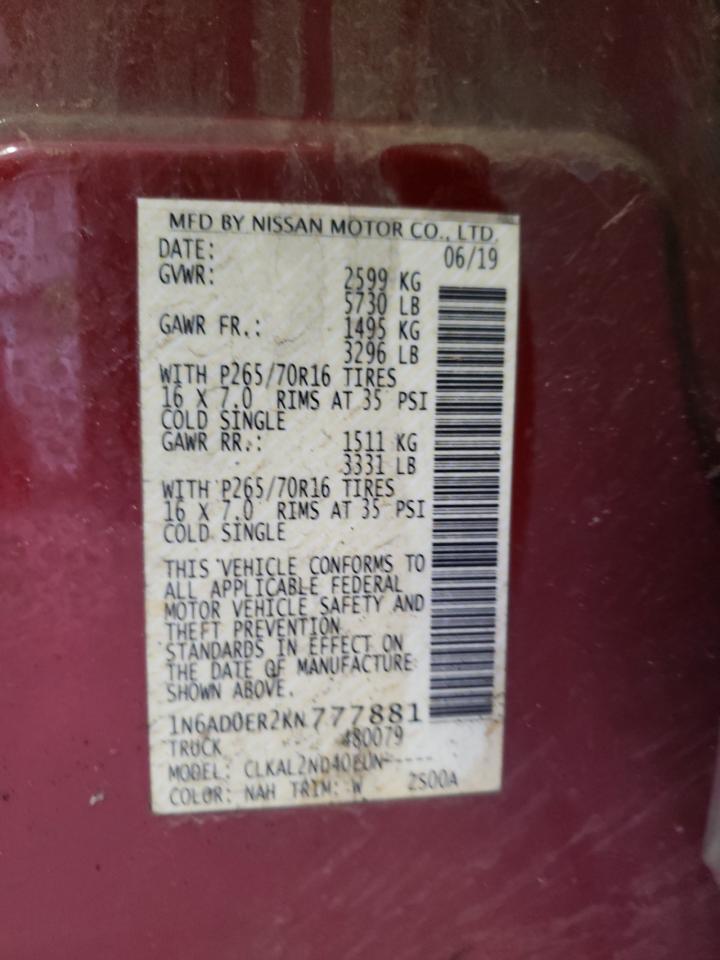 MFD BY NISSAN MOTOR CO., LTD.
DATE: 06/19
GVWR: 2599 KG
5730 LB
GAWR FR.: 1495 KG
3296 LB
WITH P265/70R16 TIRES
16 X 7.0 RIMS AT 35 PSI
COLD SINGLE
GAWR RR.: 1511 KG
3331 LB
WITH P265/70R16 TIRES
16 X 7.0 RIMS AT 35 PSI
COLD SINGLE
THIS VEHICLE CONFORMS TO
ALL APPLICABLE FEDERAL
MOTOR VEHICLE SAFETY AND
THEFT PREVENTION
STANDARDS IN EFFECT ON
THE DATE OF MANUFACTURE
SHOWN ABOVE.
1N6AD0ER2KN777881
TRUCK 480079
MODEL:
COLOR: NAH TRIM: W 2S00A